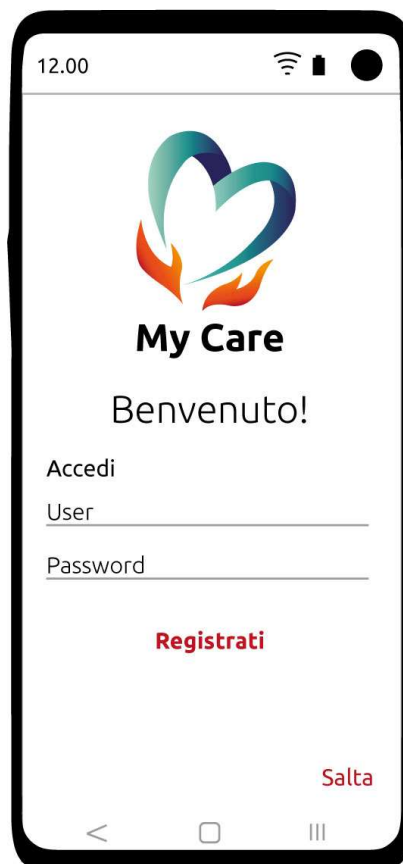 12.00
My Care
Benvenuto!
Accedi
User
Password
Registrati
Salta